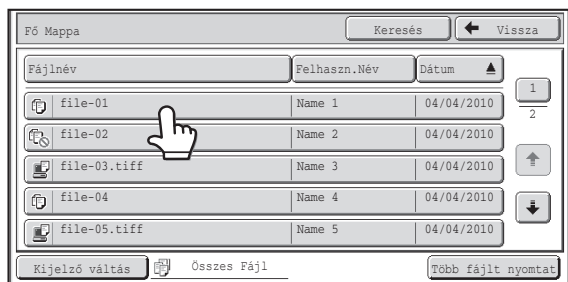 Fő Mappa Keresés Vissza
Fájlnév Felhaszn.Név Dátum
file-01 Name 1 04/04/2010 1
file-02 Name 2 04/04/2010 2
file-03.tiff Name 3 04/04/2010
file-04 Name 4 04/04/2010
file-05.tiff Name 5 04/04/2010
Kijelző váltás Összes Fájl Több fájlt nyomtat